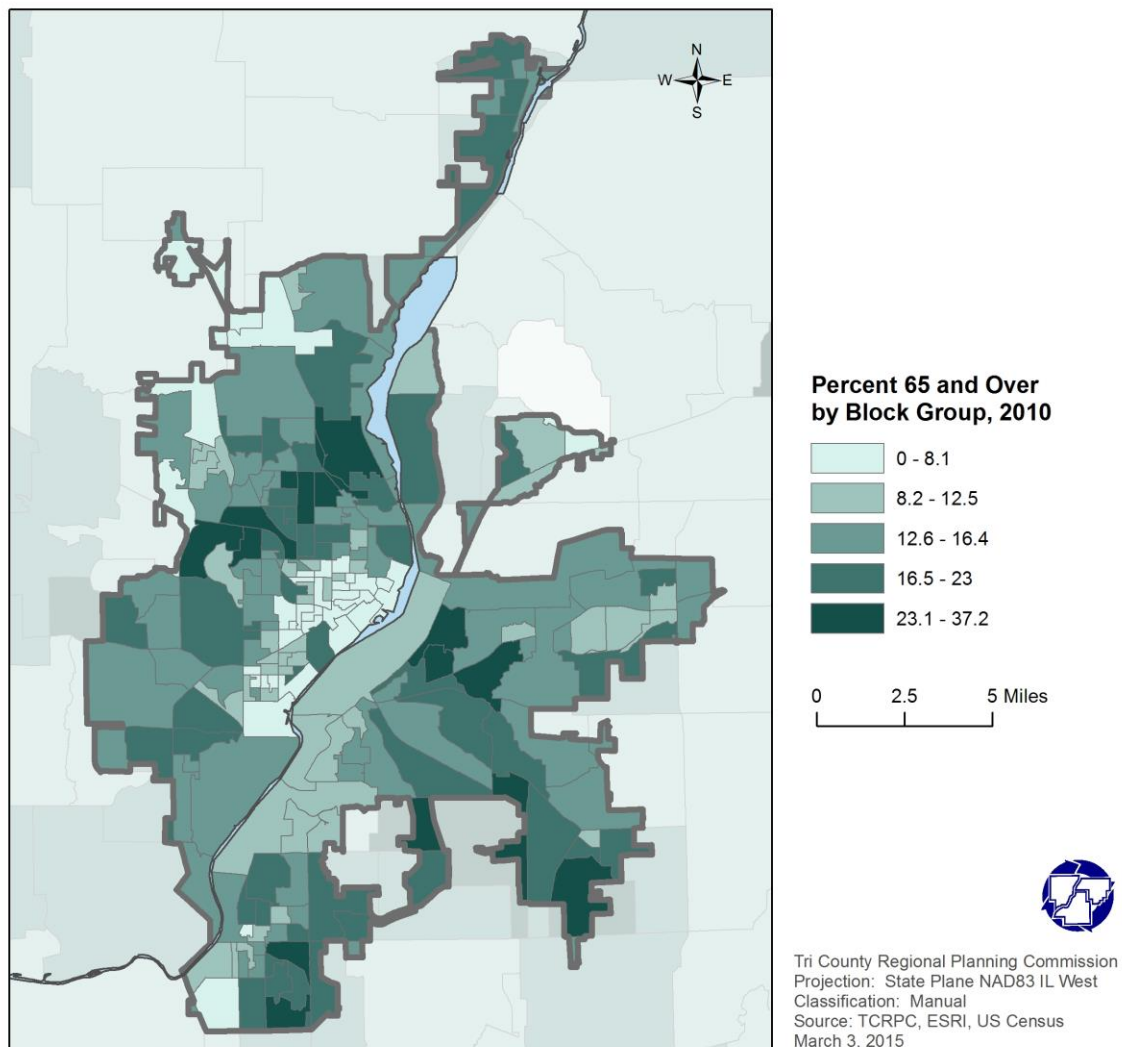 N
W E
S
Percent 65 and Over
by Block Group, 2010
0 - 8.1
8.2 - 12.5
12.6 - 16.4
16.5 - 23
23.1 - 37.2
0 2.5 5 Miles
Tri County Regional Planning Commission
Projection: State Plane NAD83 IL West
Classification: Manual
Source: TCRPC, ESRI, US Census
March 3, 2015